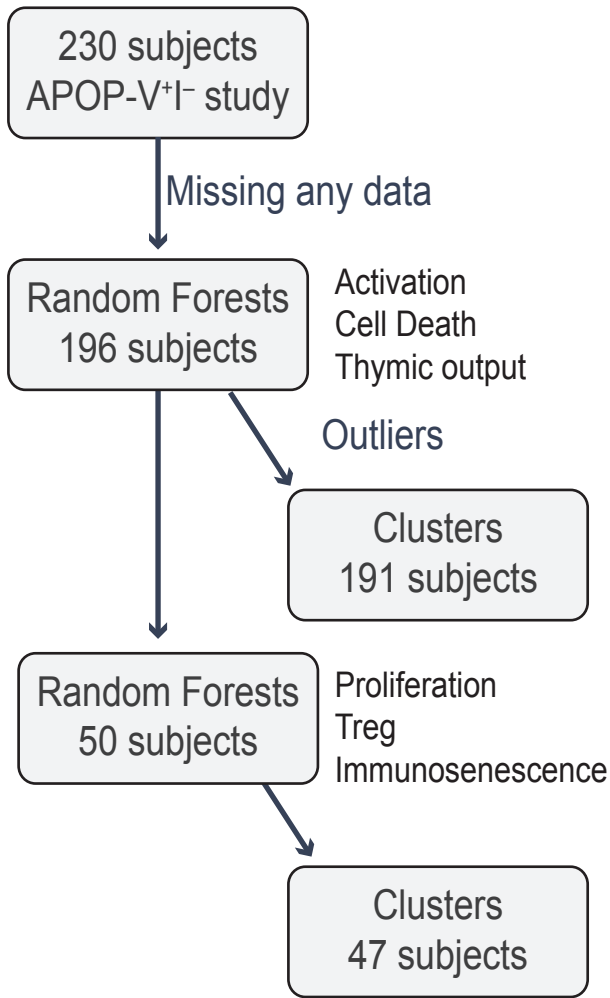 230 subjects
APOP-V⁺I⁻ study
Missing any data
Random Forests
196 subjects
Activation
Cell Death
Thymic output
Outliers
Clusters
191 subjects
Random Forests
50 subjects
Proliferation
Treg
Immunosenescence
Clusters
47 subjects